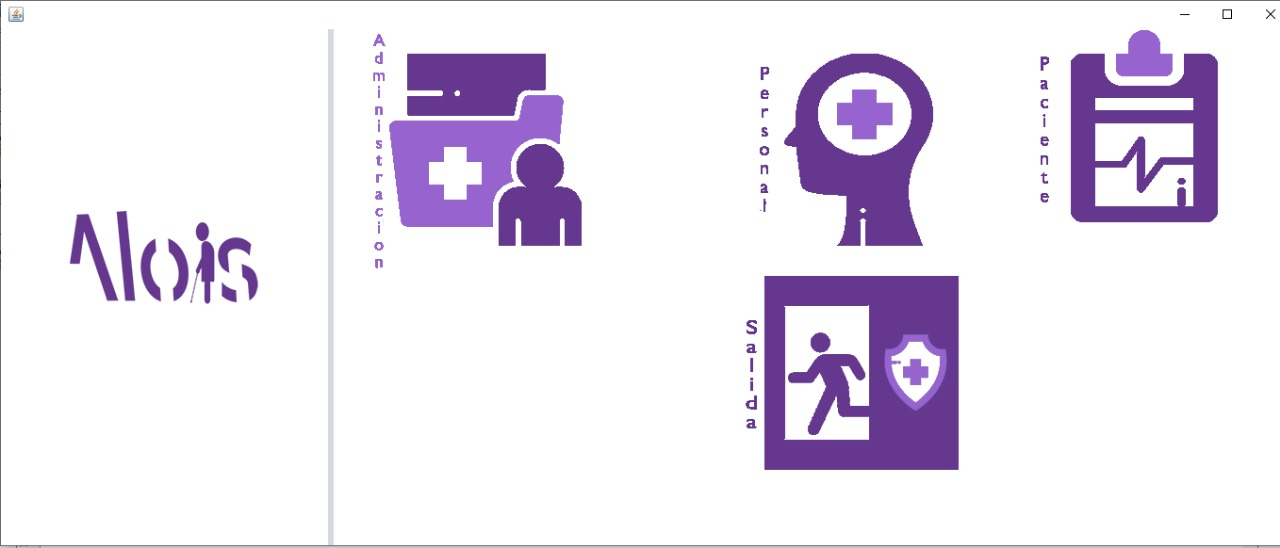 Alois
Administracion
Personal
Paciente
Salida